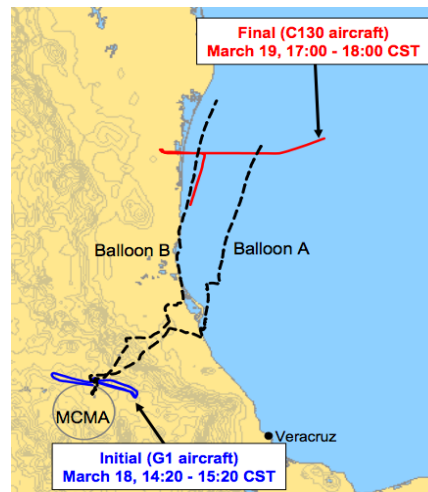 Final (C130 aircraft)
March 19, 17:00 - 18:00 CST
Balloon B
Balloon A
MCMA
Veracruz
Initial (G1 aircraft)
March 18, 14:20 - 15:20 CST